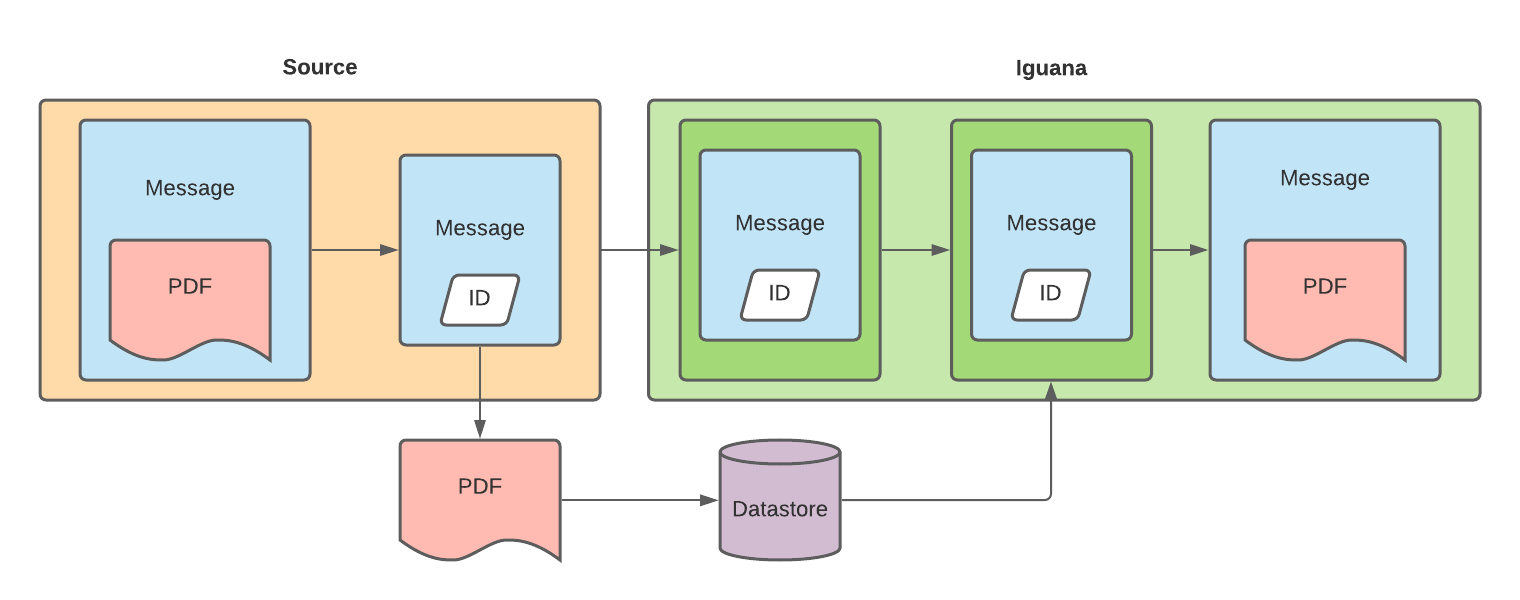 Source
Message
PDF
Message
ID
PDF
Datastore
Iguana
Message
ID
Message
ID
Message
PDF